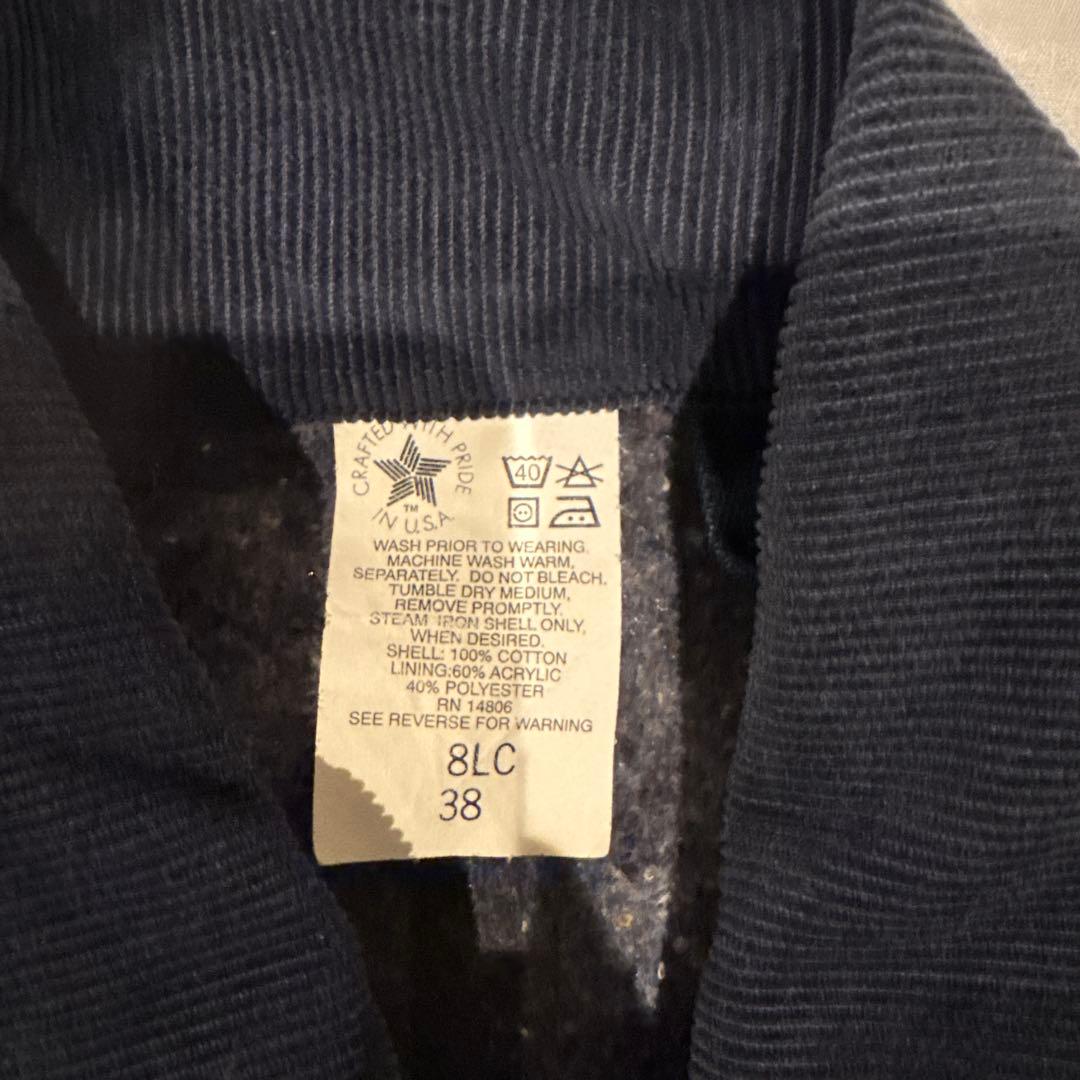 CRAFTED WITH PRIDE
TM
IN U.S.A.
40
WASH PRIOR TO WEARING.
MACHINE WASH WARM,
SEPARATELY. DO NOT BLEACH.
TUMBLE DRY MEDIUM,
REMOVE PROMPTLY.
STEAM IRON SHELL ONLY,
WHEN DESIRED.
SHELL: 100% COTTON
LINING:60% ACRYLIC
40% POLYESTER
RN 14806
SEE REVERSE FOR WARNING
8LC
38